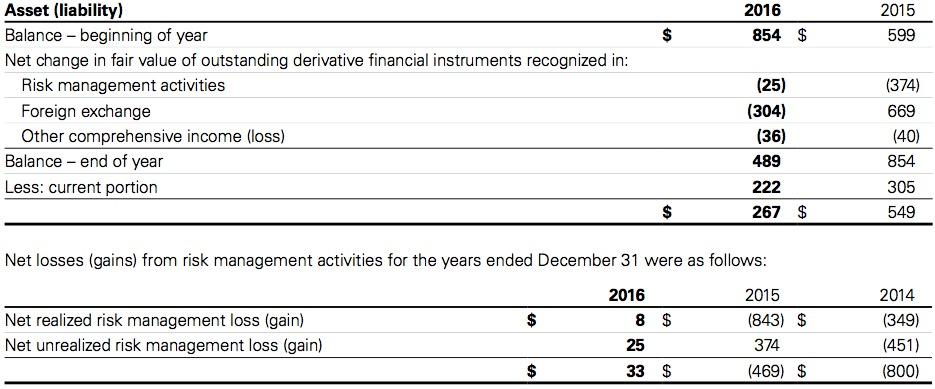 Asset (liability) 2016 2015
Balance – beginning of year $ 854 $ 599
Net change in fair value of outstanding derivative financial instruments recognized in:
Risk management activities (25) (374)
Foreign exchange (304) 669
Other comprehensive income (loss) (36) (40)
Balance – end of year 489 854
Less: current portion 222 305
$ 267 $ 549
Net losses (gains) from risk management activities for the years ended December 31 were as follows:
2016 2015 2014
Net realized risk management loss (gain) $ 8 $ (843) $ (349)
Net unrealized risk management loss (gain) 25 374 (451)
$ 33 $ (469) $ (800)